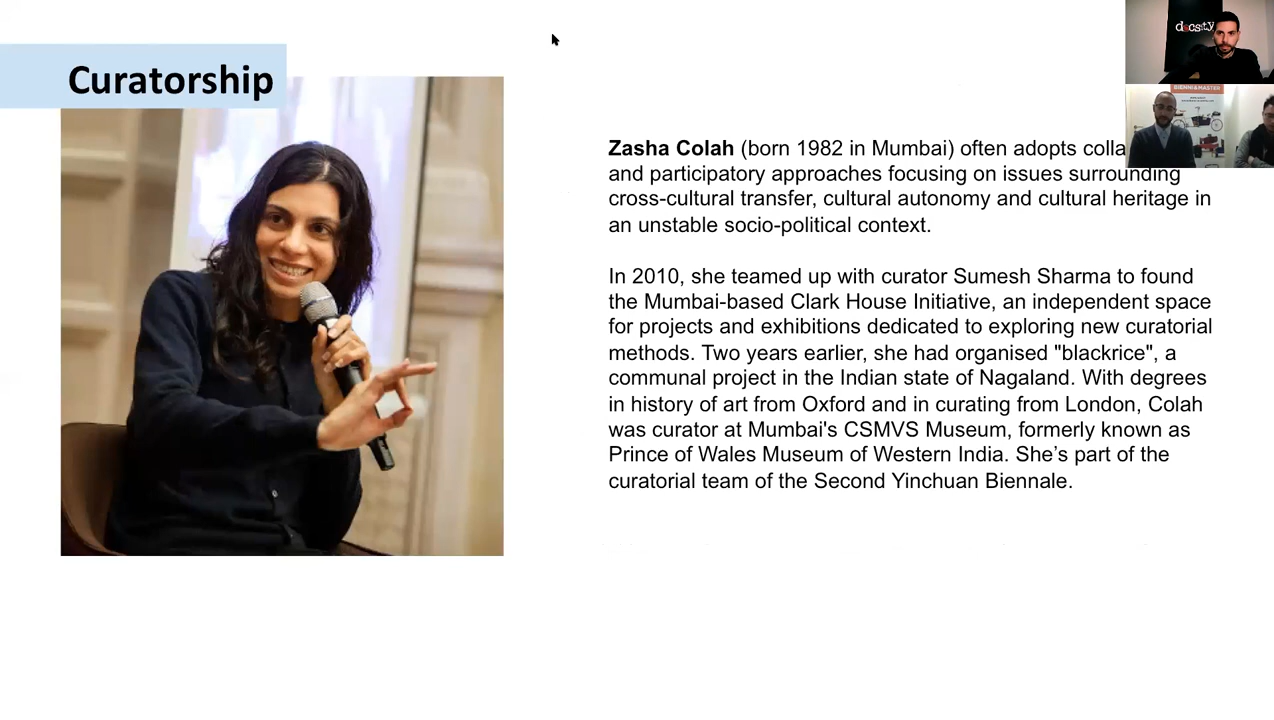 Curatorship
docsity
BIENNI&MASTER
Zasha Colah (born 1982 in Mumbai) often adopts
and participatory approaches focusing on issues surrounding
cross-cultural transfer, cultural autonomy and cultural heritage in
an unstable socio-political context.
In 2010, she teamed up with curator Sumesh Sharma to found
the Mumbai-based Clark House Initiative, an independent space
for projects and exhibitions dedicated to exploring new curatorial
methods. Two years earlier, she had organised "blackrice", a
communal project in the Indian state of Nagaland. With degrees
in history of art from Oxford and in curating from London, Colah
was curator at Mumbai's CSMVS Museum, formerly known as
Prince of Wales Museum of Western India. She’s part of the
curatorial team of the Second Yinchuan Biennale.